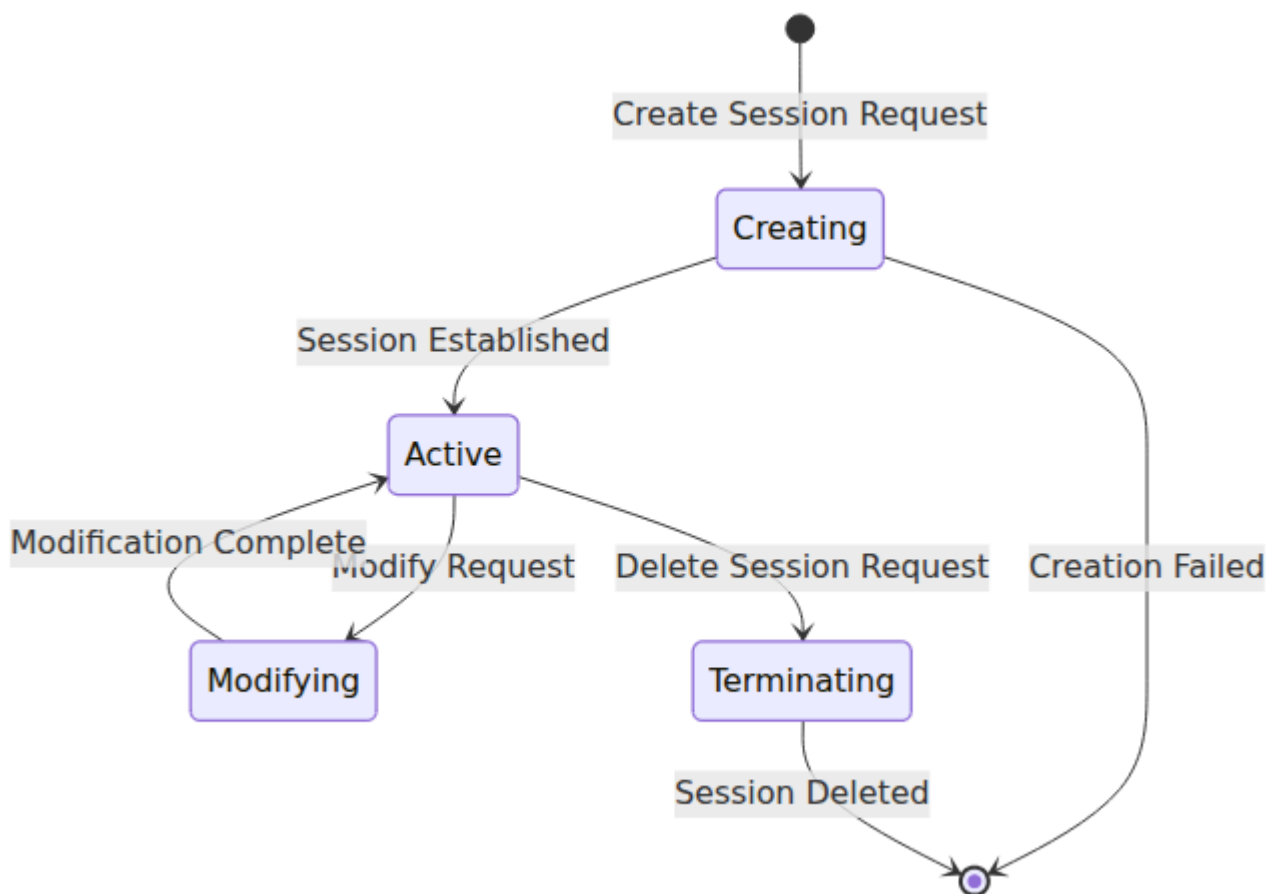 Create Session Request
Creating
Session Established
Active
Modification Complete
Modify Request
Delete Session Request
Creation Failed
Modifying
Terminating
Session Deleted